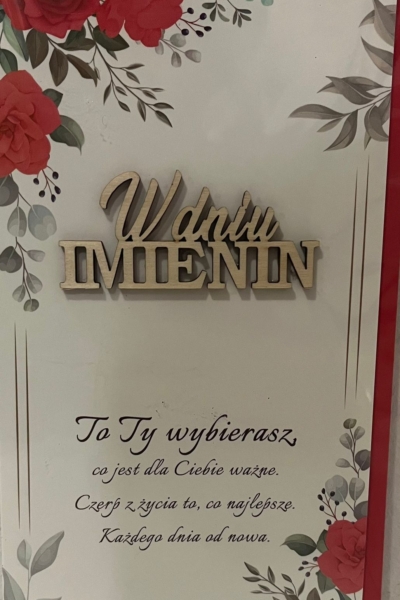 W dniu
IMIENIN
To Ty wybierasz,
co jest dla Ciebie ważne.
Czerp z życia to, co najlepsze.
Każdego dnia od nowa.